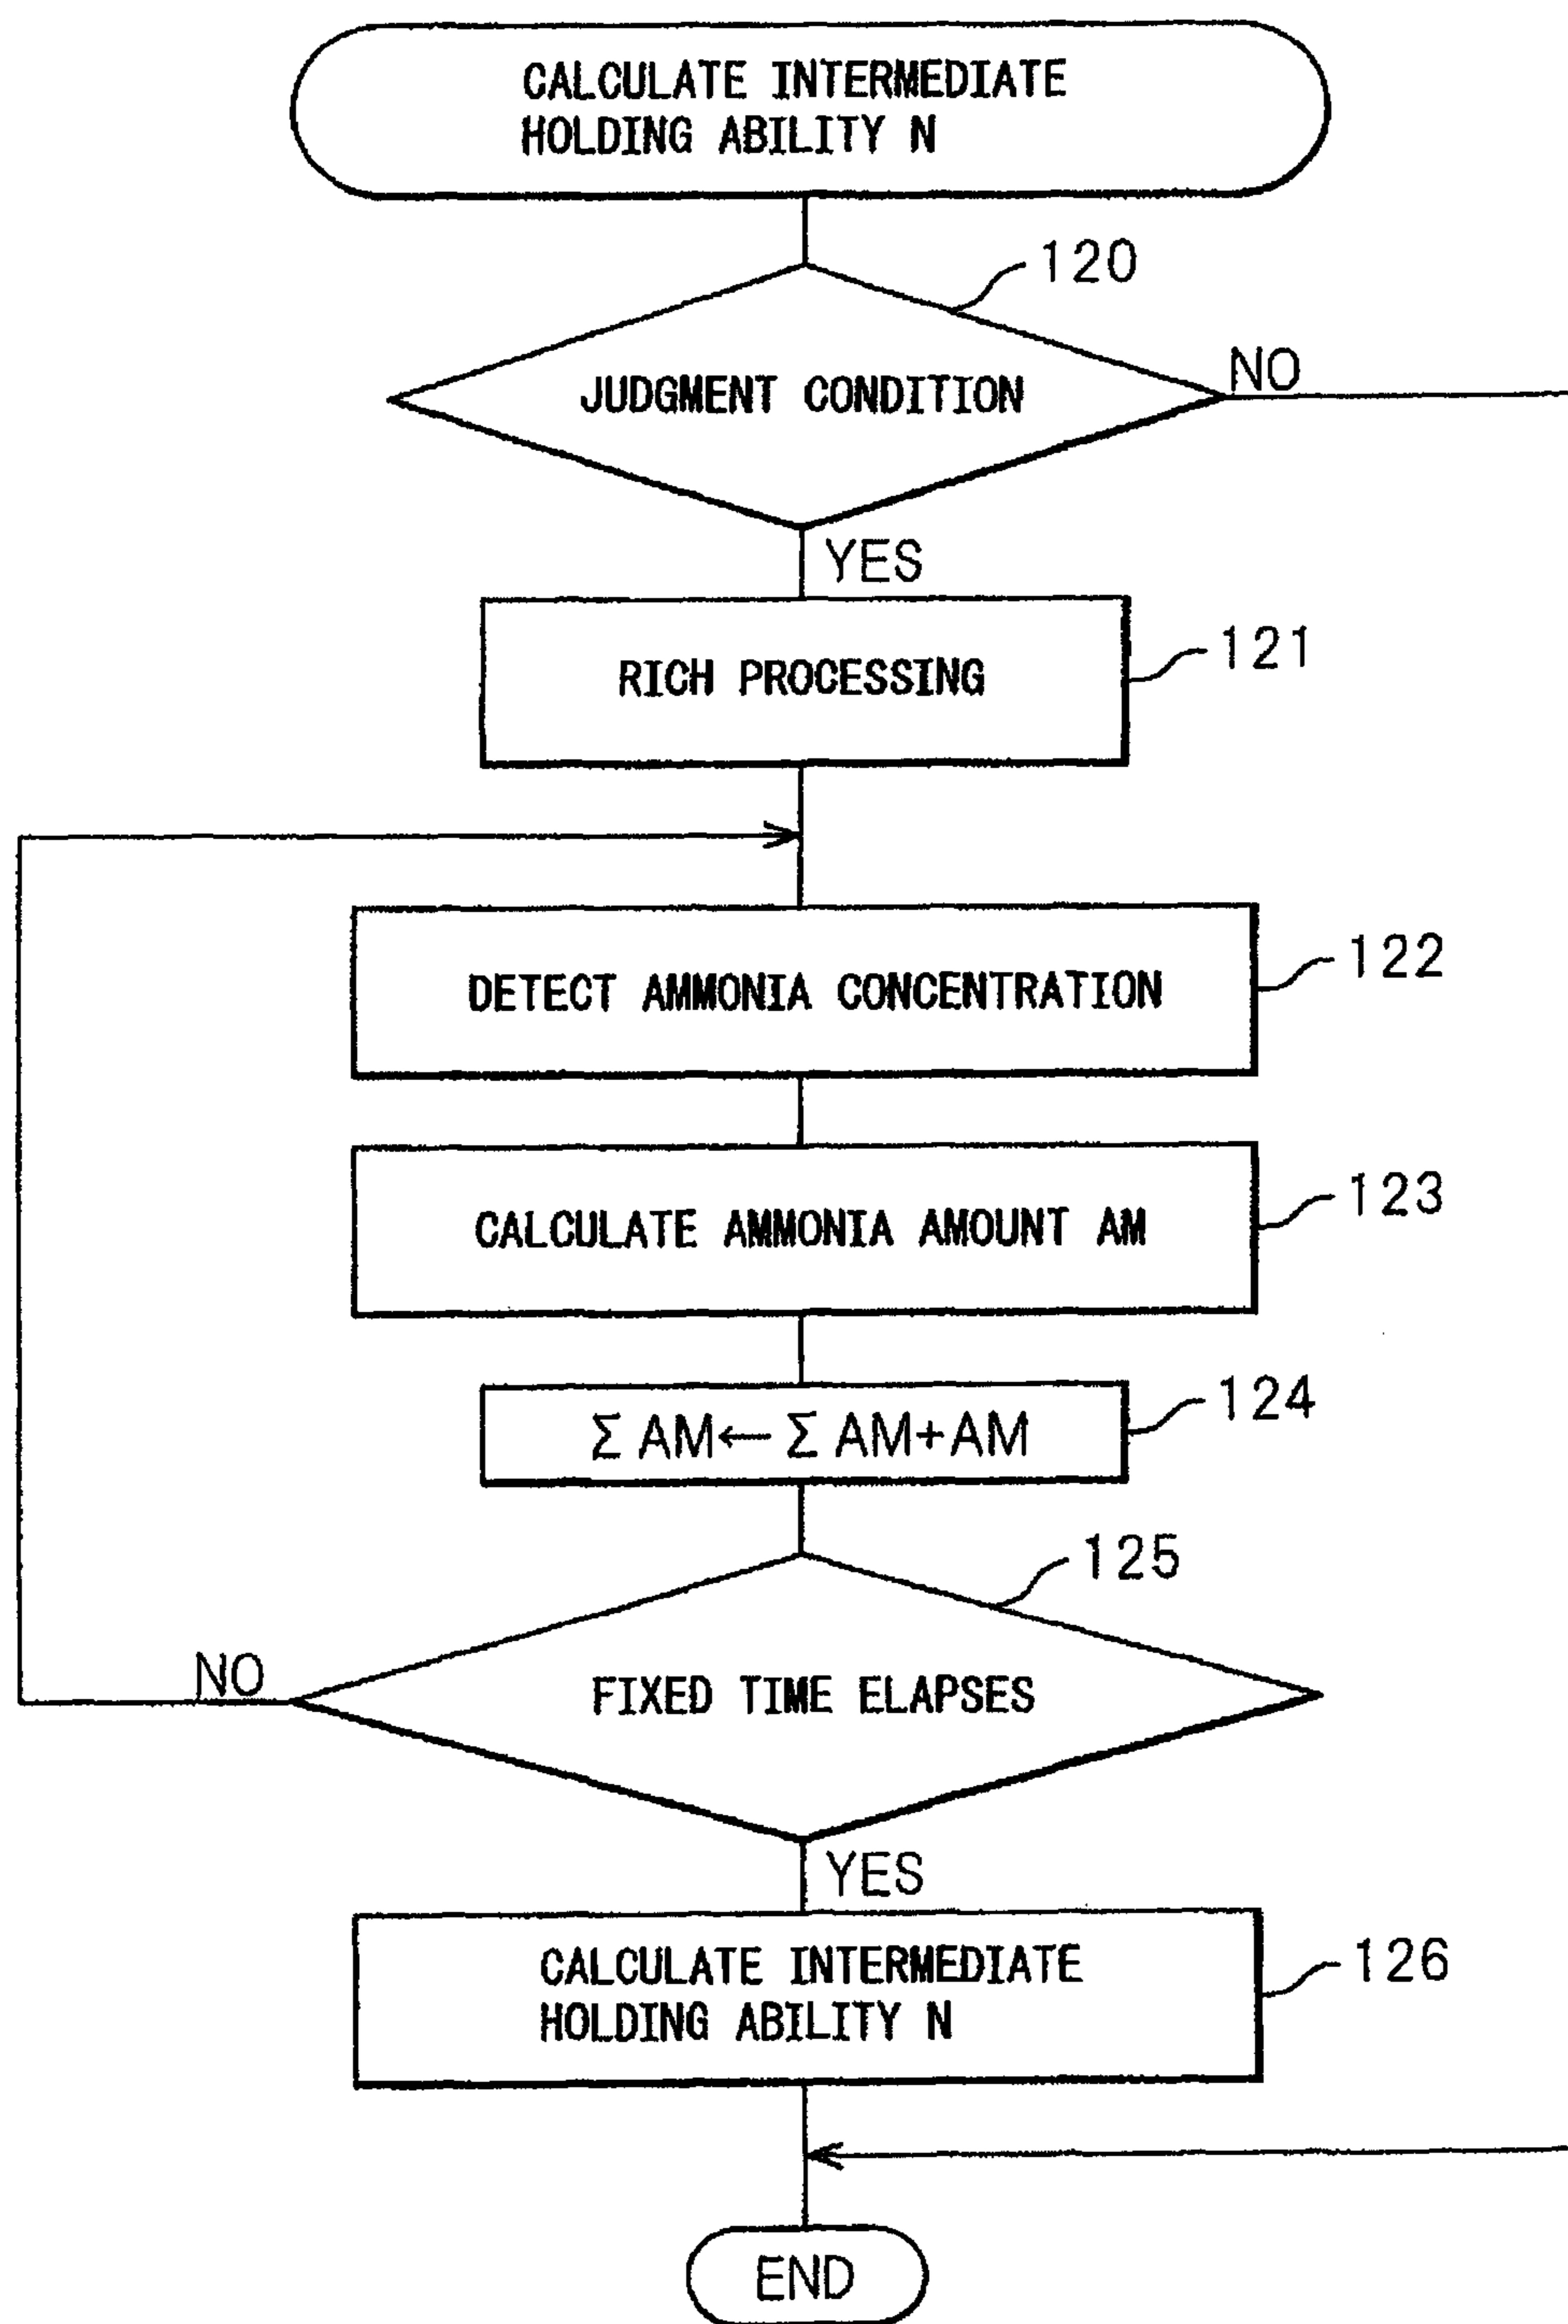 CALCULATE INTERMEDIATE
HOLDING ABILITY N
120
JUDGMENT CONDITION
NO
YES
RICH PROCESSING
121
DETECT AMMONIA CONCENTRATION
122
CALCULATE AMMONIA AMOUNT AM
123
Σ AM← Σ AM+AM
124
125
FIXED TIME ELAPSES
NO
YES
CALCULATE INTERMEDIATE
HOLDING ABILITY N
126
END